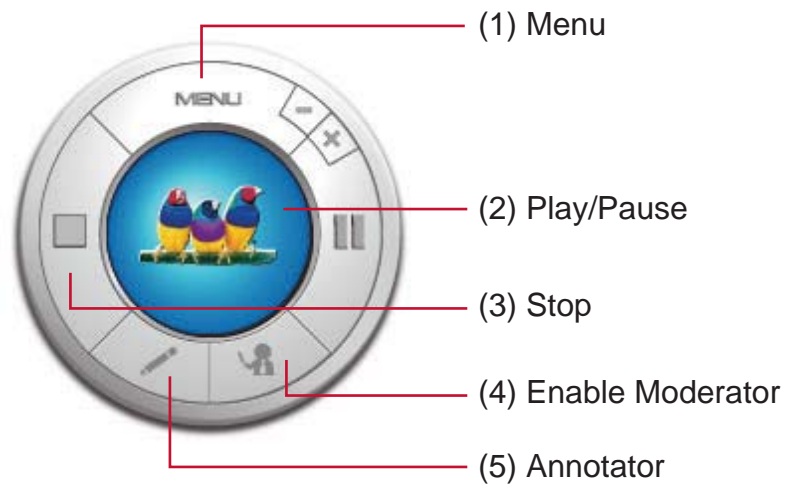 (1) Menu
MENU
(2) Play/Pause
(3) Stop
(4) Enable Moderator
(5) Annotator